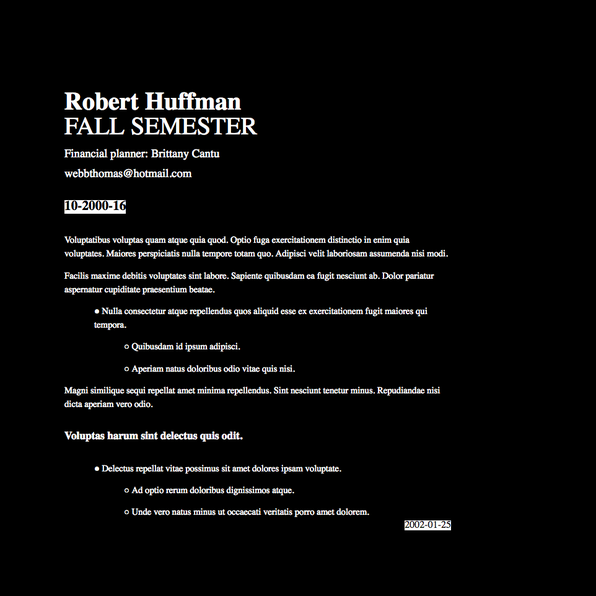 Robert Huffman
FALL SEMESTER
Financial planner: Brittany Cantu
webbthomas@hotmail.com
10-2000-16
Voluptatibus voluptas quam atque quia quod. Optio fuga exercitationem distinctio in enim quia
voluptates. Maiores perspiciatis nulla tempore totam quo. Adipisci velit laboriosam assumenda nisi modi.
Facilis maxime debitis voluptates sint labore. Sapiente quibusdam ea fugit nesciunt ab. Dolor pariatur
aspernatur cupiditate praesentium beatae.
● Nulla consectetur atque repellendus quos aliquid esse ex exercitationem fugit maiores qui
tempora.
○ Quibusdam id ipsum adipisci.
○ Aperiam natus doloribus odio vitae quis nisi.
Magni similique sequi repellat amet minima repellendus. Sint nesciunt tenetur minus. Repudiandae nisi
dicta aperiam vero odio.
Voluptas harum sint delectus quis odit.
● Delectus repellat vitae possimus sit amet dolores ipsam voluptate.
○ Ad optio rerum doloribus dignissimos atque.
○ Unde vero natus minus ut occaecati veritatis porro amet dolorem.
2002-01-25